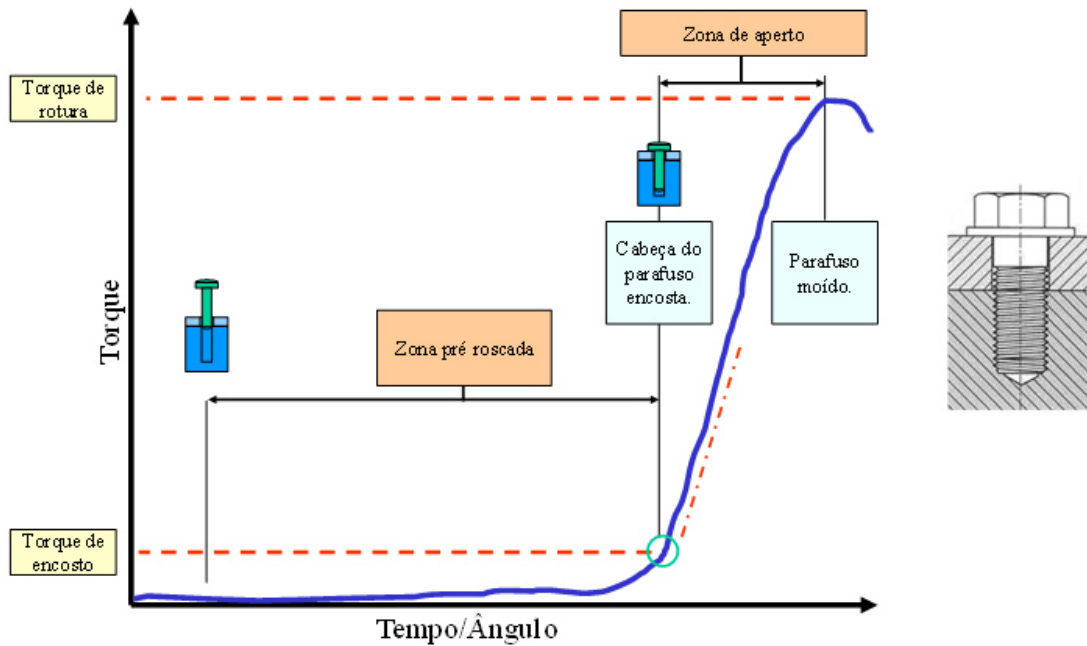 Zona de aperto
Torque de
rotura
Cabeça do
parafuso
encosta.
Parafuso
moído.
Zona pré roscada
Torque
Torque de
encosto
Tempo/Ângulo